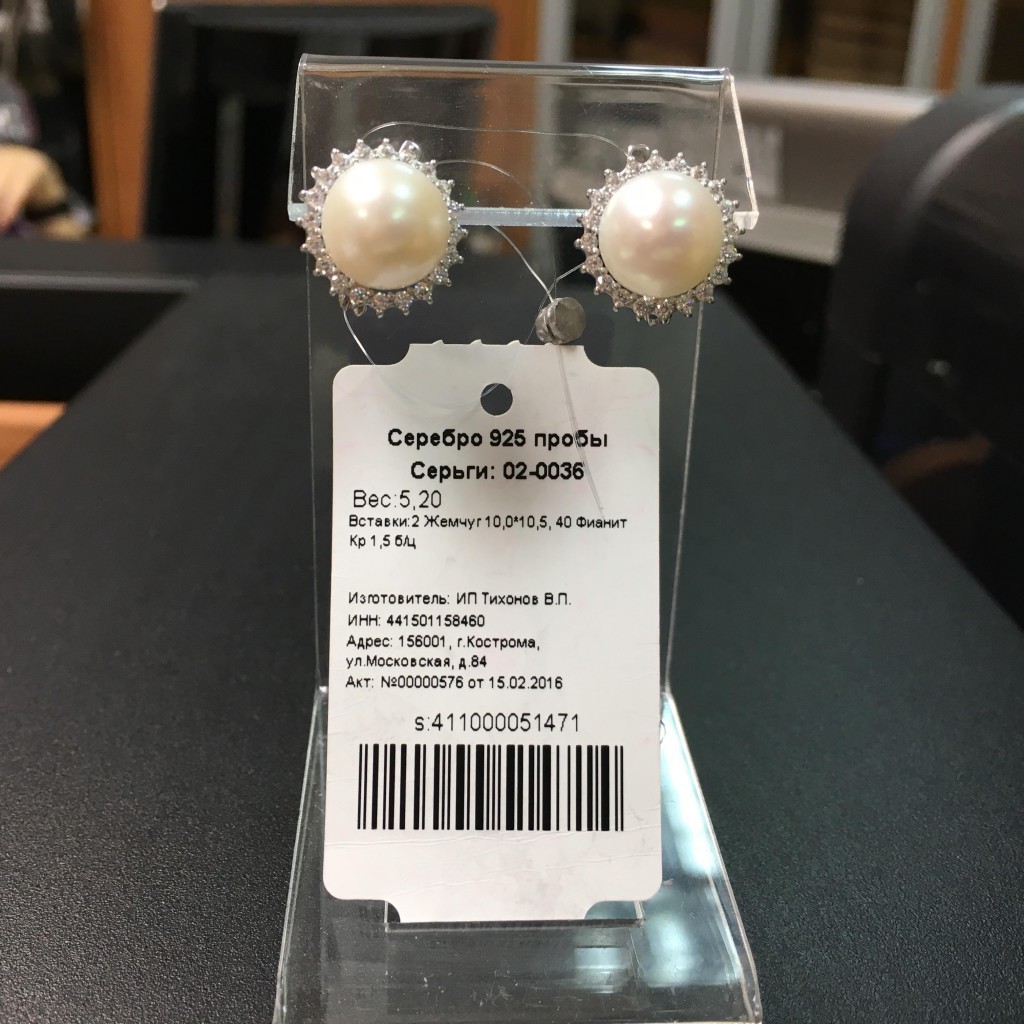 Серебро 925 пробы
Серьги: 02-0036
Вес:5,20
Вставки:2 Жемчуг 10,0*10,5, 40 Фианит
Кр 1,5 б/ц
Изготовитель: ИП Тихонов В.П.
ИНН: 441501158460
Адрес: 156001, г.Кострома,
ул.Московская, д.84
Акт: №00000576 от 15.02.2016
s:411000051471